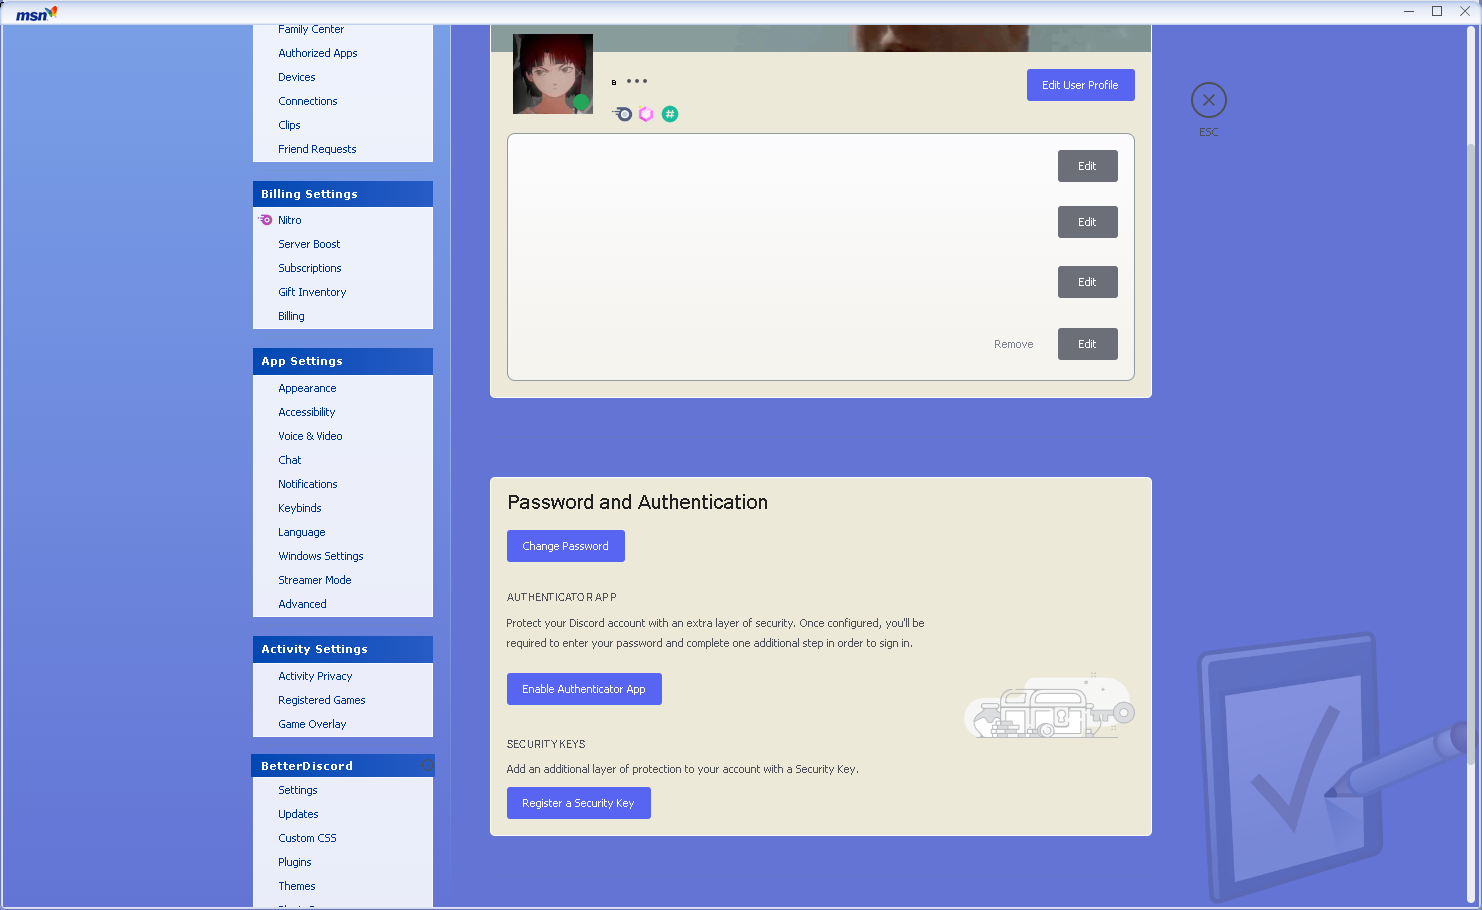 msn
Family Center
Authorized Apps
Devices
Connections
Clips
Friend Requests
Billing Settings
Nitro
Server Boost
Subscriptions
Gift Inventory
Billing
App Settings
Appearance
Accessibility
Voice & Video
Chat
Notifications
Keybinds
Language
Windows Settings
Streamer Mode
Advanced
Activity Settings
Activity Privacy
Registered Games
Game Overlay
BetterDiscord
Settings
Updates
Custom CSS
Plugins
Themes
B
Edit User Profile
#
Edit
Edit
Edit
Remove Edit
Password and Authentication
Change Password
AUTHENTICATOR APP
Protect your Discord account with an extra layer of security. Once configured, you'll be
required to enter your password and complete one additional step in order to sign in.
Enable Authenticator App
SECURITY KEYS
Add an additional layer of protection to your account with a Security Key.
Register a Security Key
ESC